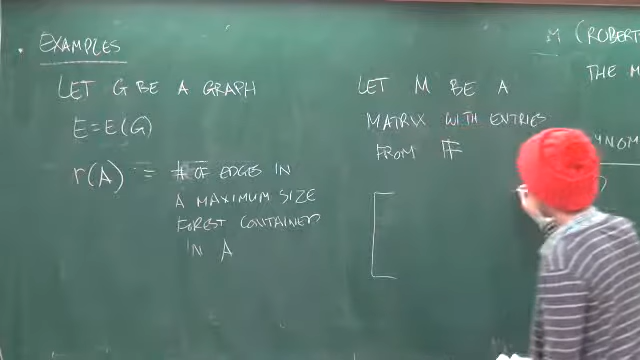 EXAMPLES
LET G BE A GRAPH
E=E(G)
r(A) = # OF EDGES IN
A MAXIMUM SIZE
FOREST CONTAINED
IN A
LET M BE A
MATRIX WITH ENTRIES
FROM 𝔽
M (ROBERT
THE M
YNOM